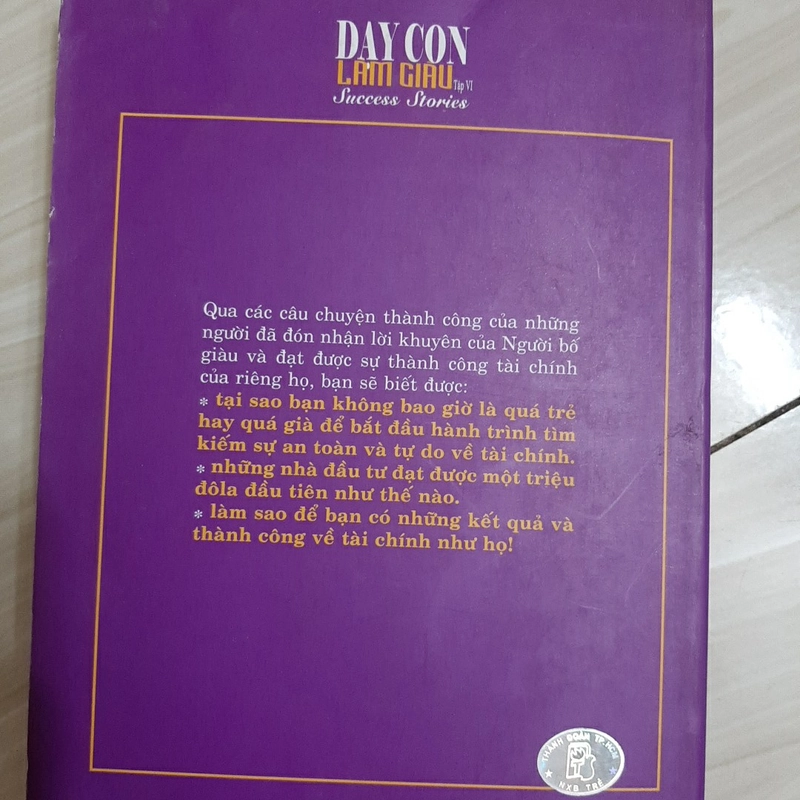 DẠY CON
LÀM GIÀU Tập VI
Success Stories
Qua các câu chuyện thành công của những
người đã đón nhận lời khuyên của Người bố
giàu và đạt được sự thành công tài chính
của riêng họ, bạn sẽ biết được:
* tại sao bạn không bao giờ là quá trẻ
hay quá già để bắt đầu hành trình tìm
kiếm sự an toàn và tự do về tài chính.
* những nhà đầu tư đạt được một triệu
đôla đầu tiên như thế nào.
* làm sao để bạn có những kết quả và
thành công về tài chính như họ!
THÀNH ĐOÀN TP.HCM
NXB TRẺ